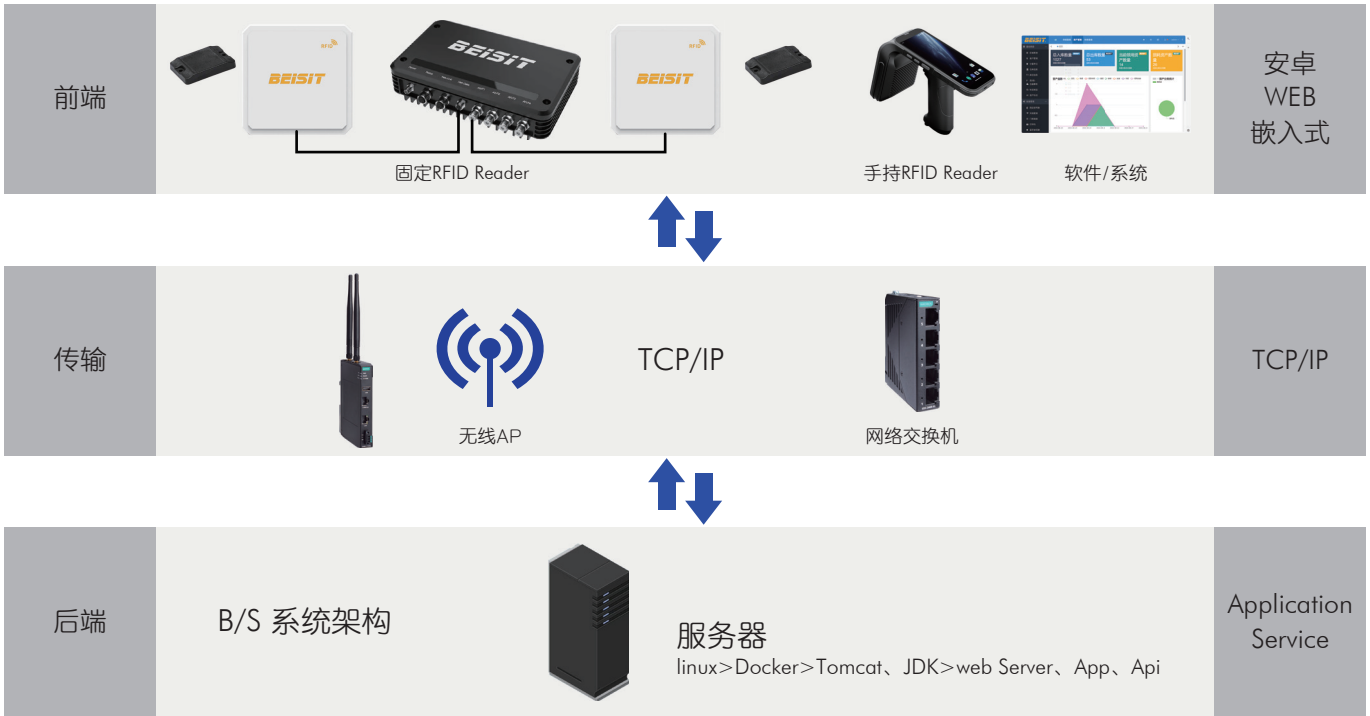 前端
RFID
BEISIT
BEISIT
RFID
BEISIT
固定RFID Reader
手持RFID Reader
软件/系统
安卓
WEB
嵌入式
传输
无线AP
TCP/IP
网络交换机
TCP/IP
后端
B/S 系统架构
服务器
linux>Docker>Tomcat、JDK>web Server、App、Api
Application
Service